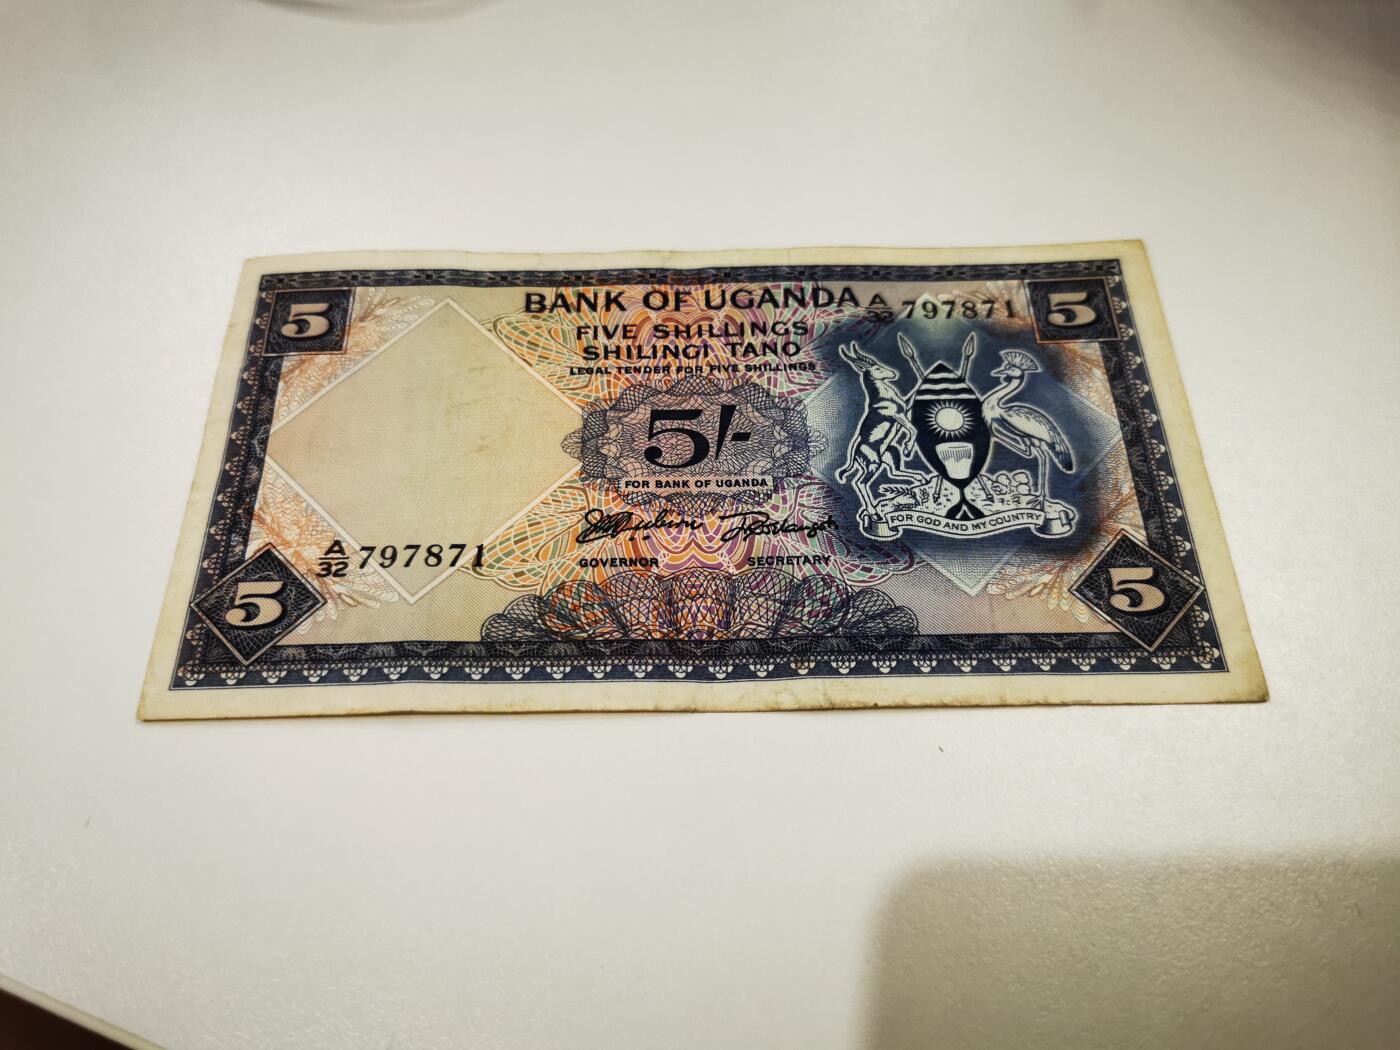 5
BANK OF UGANDA
A/32 797871
5
FIVE SHILLINGS
SHILINGI TANO
LEGAL TENDER FOR FIVE SHILLINGS
5/-
FOR BANK OF UGANDA
FOR GOD AND MY COUNTRY
A/32 797871
GOVERNOR SECRETARY
5
5